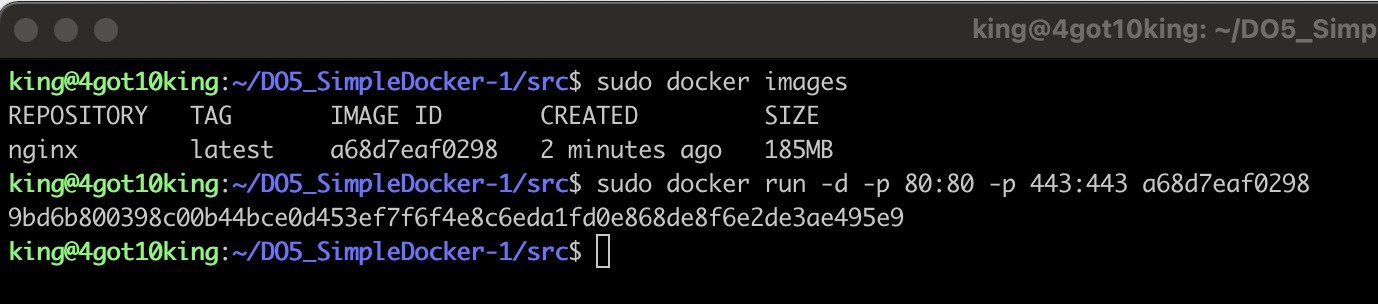 king@4got10king: ~/DO5_Simp
king@4got10king:~/DO5_SimpleDocker-1/src$ sudo docker images
REPOSITORY   TAG       IMAGE ID       CREATED         SIZE
nginx        latest    a68d7eaf0298   2 minutes ago   185MB
king@4got10king:~/DO5_SimpleDocker-1/src$ sudo docker run -d -p 80:80 -p 443:443 a68d7eaf0298
9bd6b800398c00b44bce0d453ef7f6f4e8c6eda1fd0e868de8f6e2de3ae495e9
king@4got10king:~/DO5_SimpleDocker-1/src$